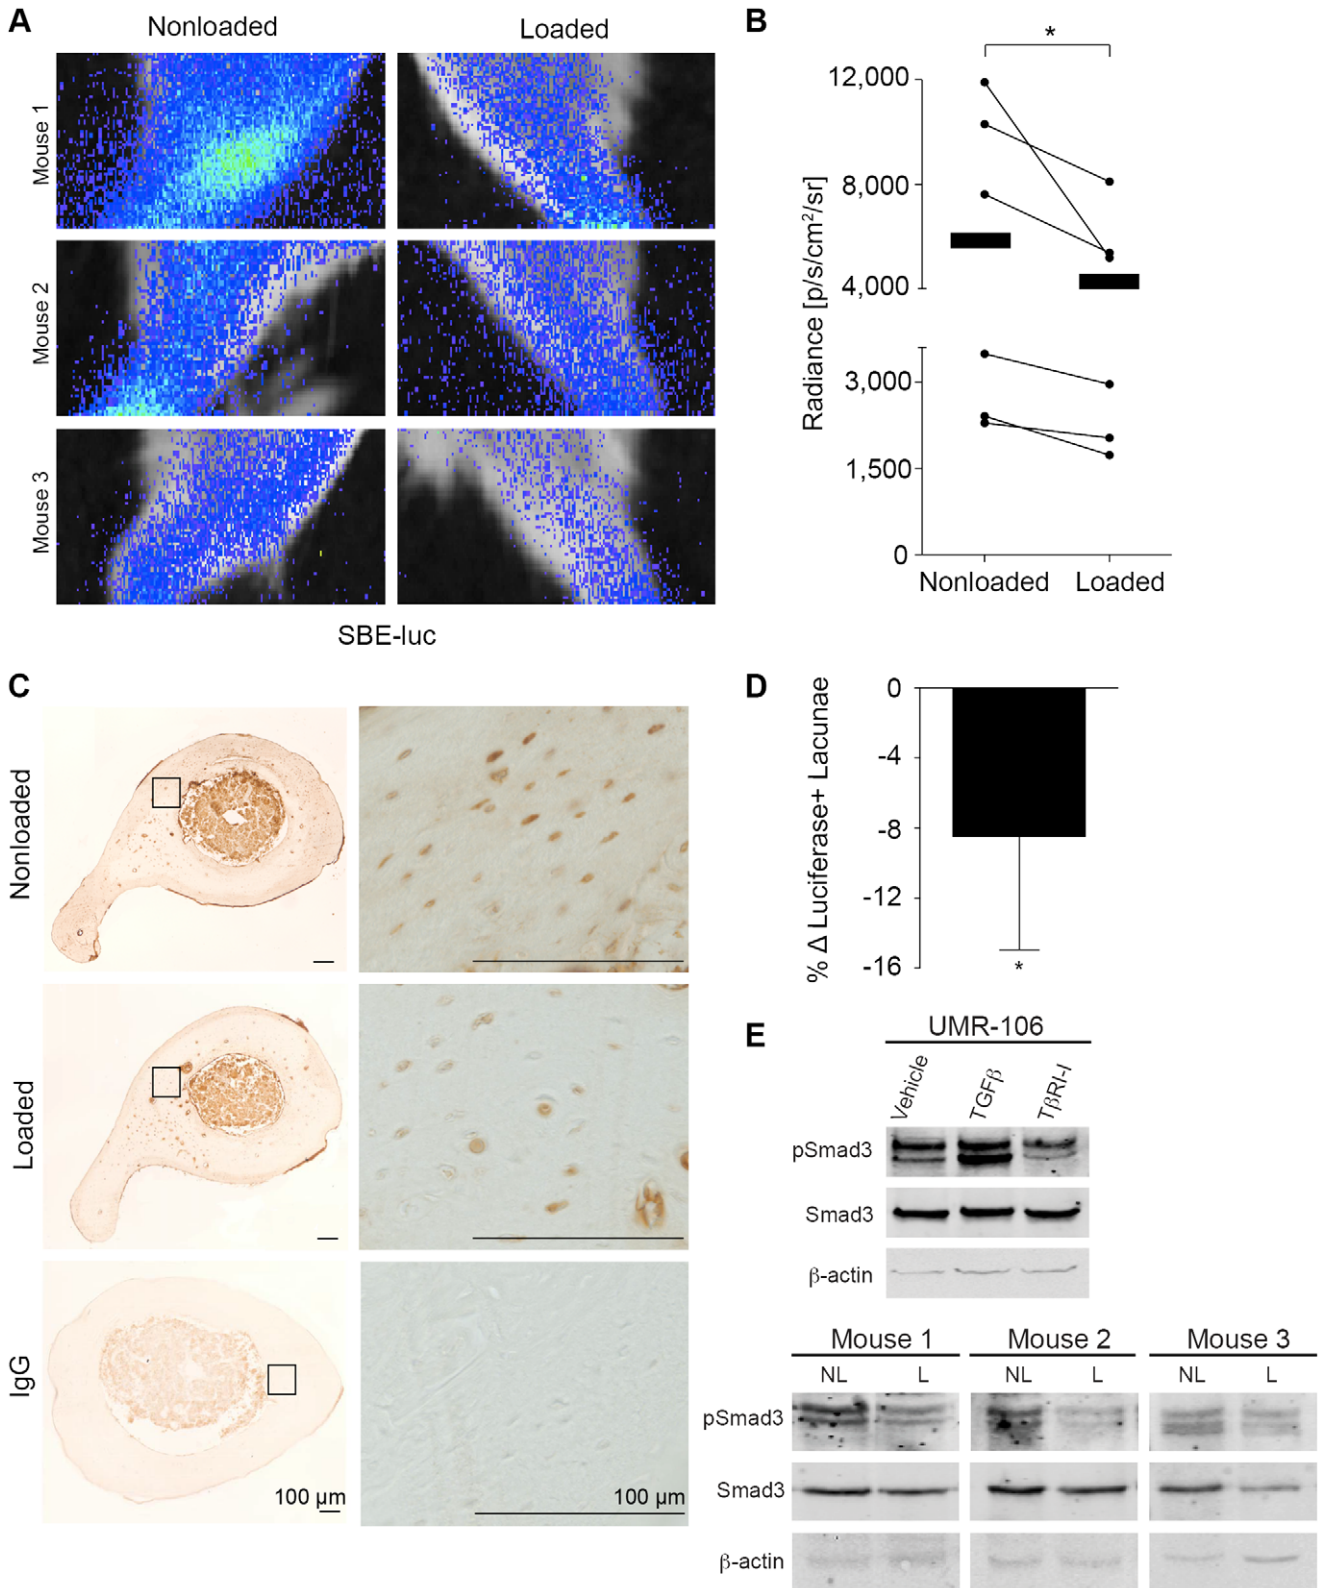 A
Nonloaded
Loaded
Mouse 1
Mouse 2
Mouse 3
SBE-luc
B
*
12,000
8,000
4,000
3,000
1,500
0
Radiance [p/s/cm²/sr]
Nonloaded
Loaded
C
Nonloaded
Loaded
IgG
100 µm
100 µm
D
% Δ Luciferase+ Lacunae
0
-4
-8
-12
-16
*
E
UMR-106
Vehicle
TGFβ
TβRI-I
pSmad3
Smad3
β-actin
Mouse 1
Mouse 2
Mouse 3
NL
L
NL
L
NL
L
pSmad3
Smad3
β-actin